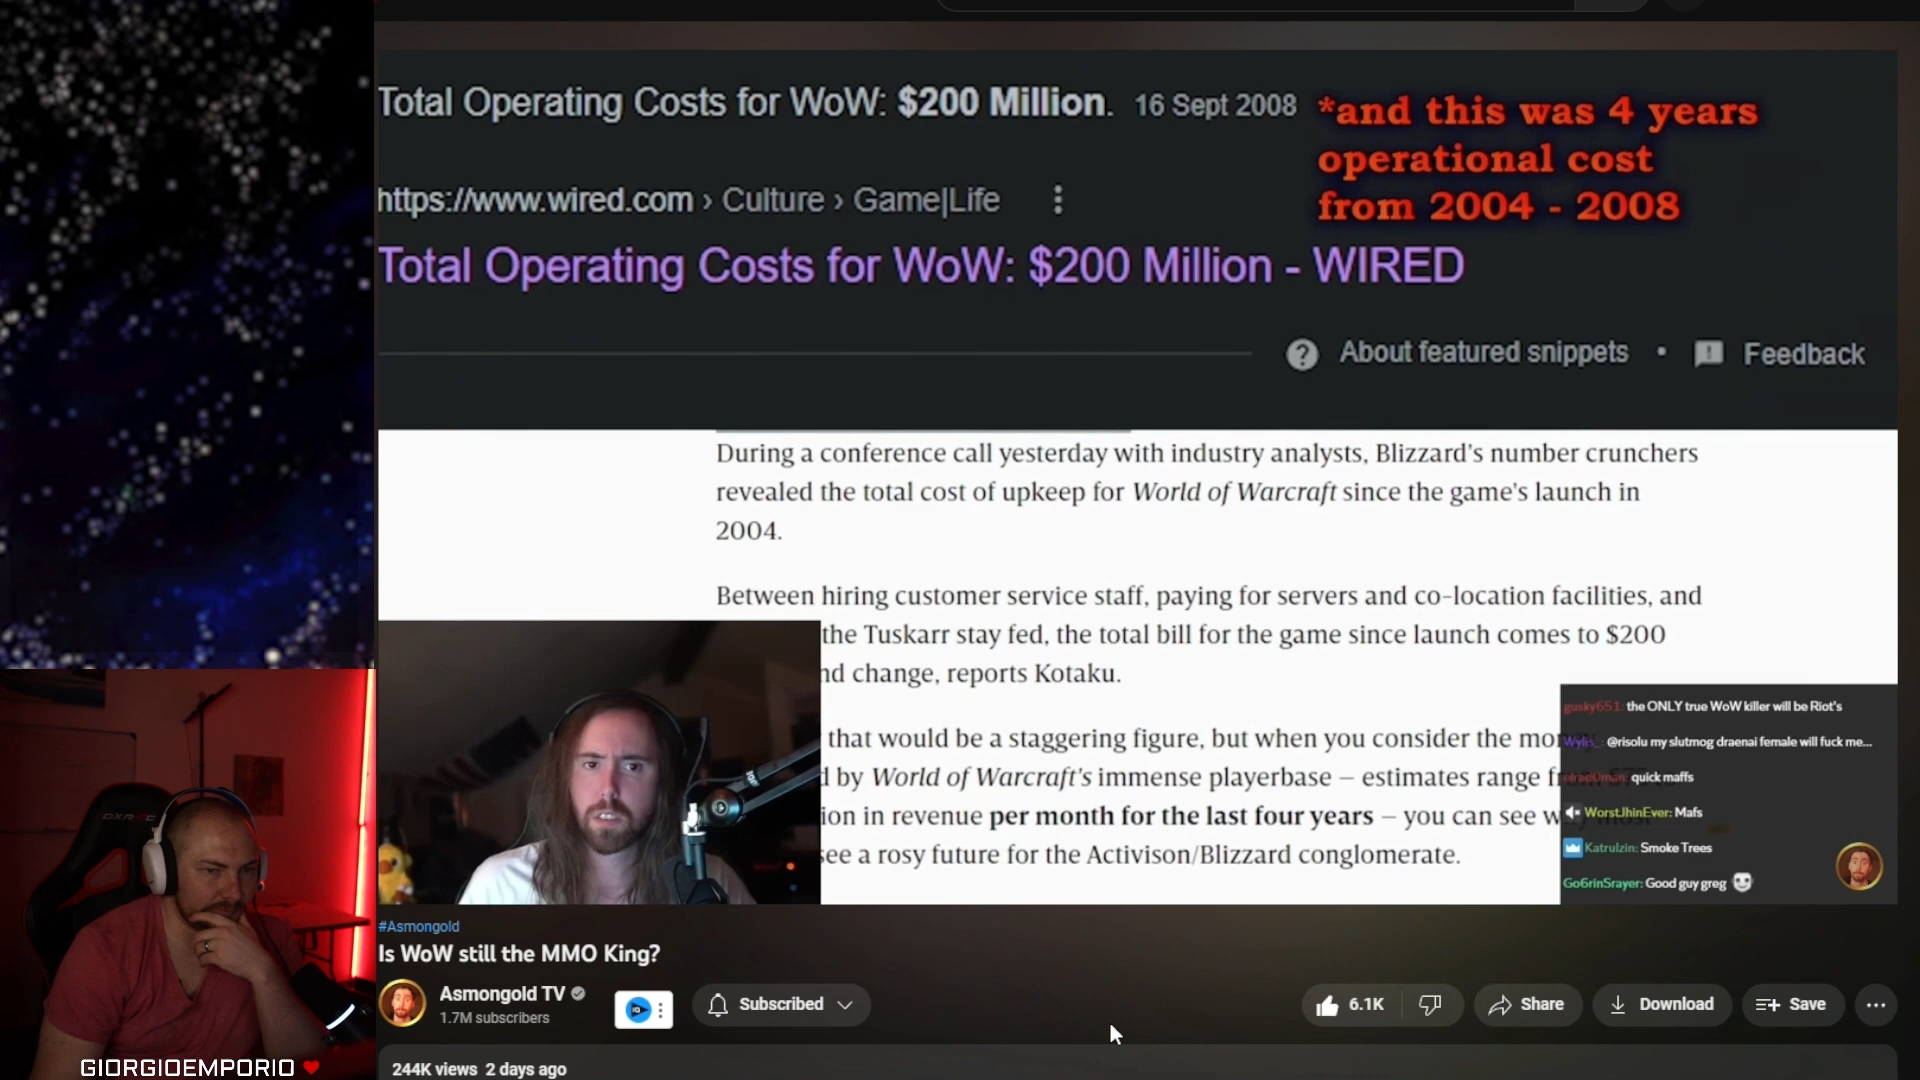 Total Operating Costs for WoW: $200 Million. 16 Sept 2008
*and this was 4 years
operational cost
from 2004 - 2008
https://www.wired.com › Culture › Game|Life
Total Operating Costs for WoW: $200 Million - WIRED
About featured snippets • Feedback
During a conference call yesterday with industry analysts, Blizzard's number crunchers
revealed the total cost of upkeep for World of Warcraft since the game's launch in
2004.
Between hiring customer service staff, paying for servers and co-location facilities, and
the Tuskarr stay fed, the total bill for the game since launch comes to $200
nd change, reports Kotaku.
that would be a staggering figure, but when you consider the mo
d by World of Warcraft's immense playerbase – estimates range f
ion in revenue per month for the last four years – you can see w
see a rosy future for the Activison/Blizzard conglomerate.
gusky651: the ONLY true WoW killer will be Riot's
Wylis_: @risolu my slutmog draenai female will fuck me...
quick maffs
WorstJhinEver: Mafs
Katrulzin: Smoke Trees
Go6rinSrayer: Good guy greg
#Asmongold
Is WoW still the MMO King?
Asmongold TV
1.7M subscribers
Subscribed
6.1K
Share
Download
Save
244K views 2 days ago
DXRACER
GIORGIOEMPORIO